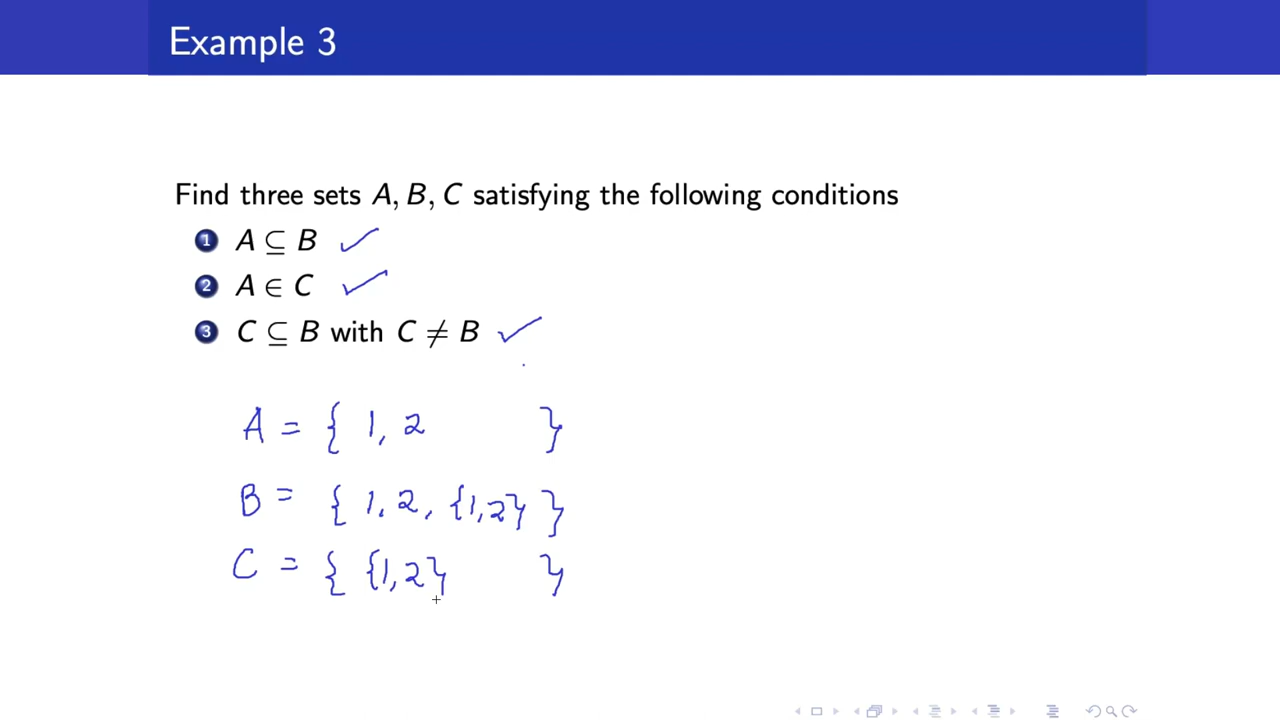 Example 3
Find three sets A, B, C satisfying the following conditions
1 A ⊆ B ✓
2 A ∈ C ✓
3 C ⊆ B with C ≠ B ✓
A = { 1, 2 }
B = { 1, 2, {1,2} }
C = { {1,2} }